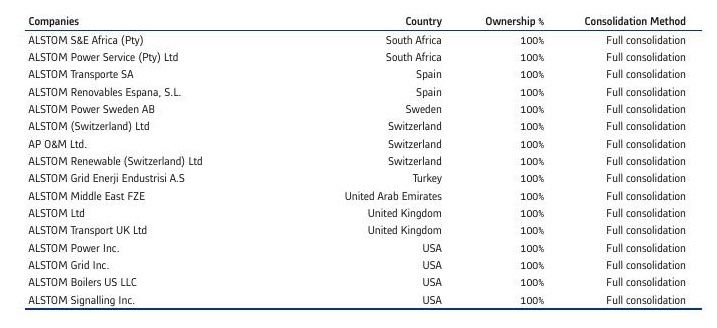 Companies Country Ownership % Consolidation Method
ALSTOM S&E Africa (Pty) South Africa 100% Full consolidation
ALSTOM Power Service (Pty) Ltd South Africa 100% Full consolidation
ALSTOM Transporte SA Spain 100% Full consolidation
ALSTOM Renovables Espana, S.L. Spain 100% Full consolidation
ALSTOM Power Sweden AB Sweden 100% Full consolidation
ALSTOM (Switzerland) Ltd Switzerland 100% Full consolidation
AP O&M Ltd. Switzerland 100% Full consolidation
ALSTOM Renewable (Switzerland) Ltd Switzerland 100% Full consolidation
ALSTOM Grid Enerji Endustrisi A.S Turkey 100% Full consolidation
ALSTOM Middle East FZE United Arab Emirates 100% Full consolidation
ALSTOM Ltd United Kingdom 100% Full consolidation
ALSTOM Transport UK Ltd United Kingdom 100% Full consolidation
ALSTOM Power Inc. USA 100% Full consolidation
ALSTOM Grid Inc. USA 100% Full consolidation
ALSTOM Boilers US LLC USA 100% Full consolidation
ALSTOM Signalling Inc. USA 100% Full consolidation